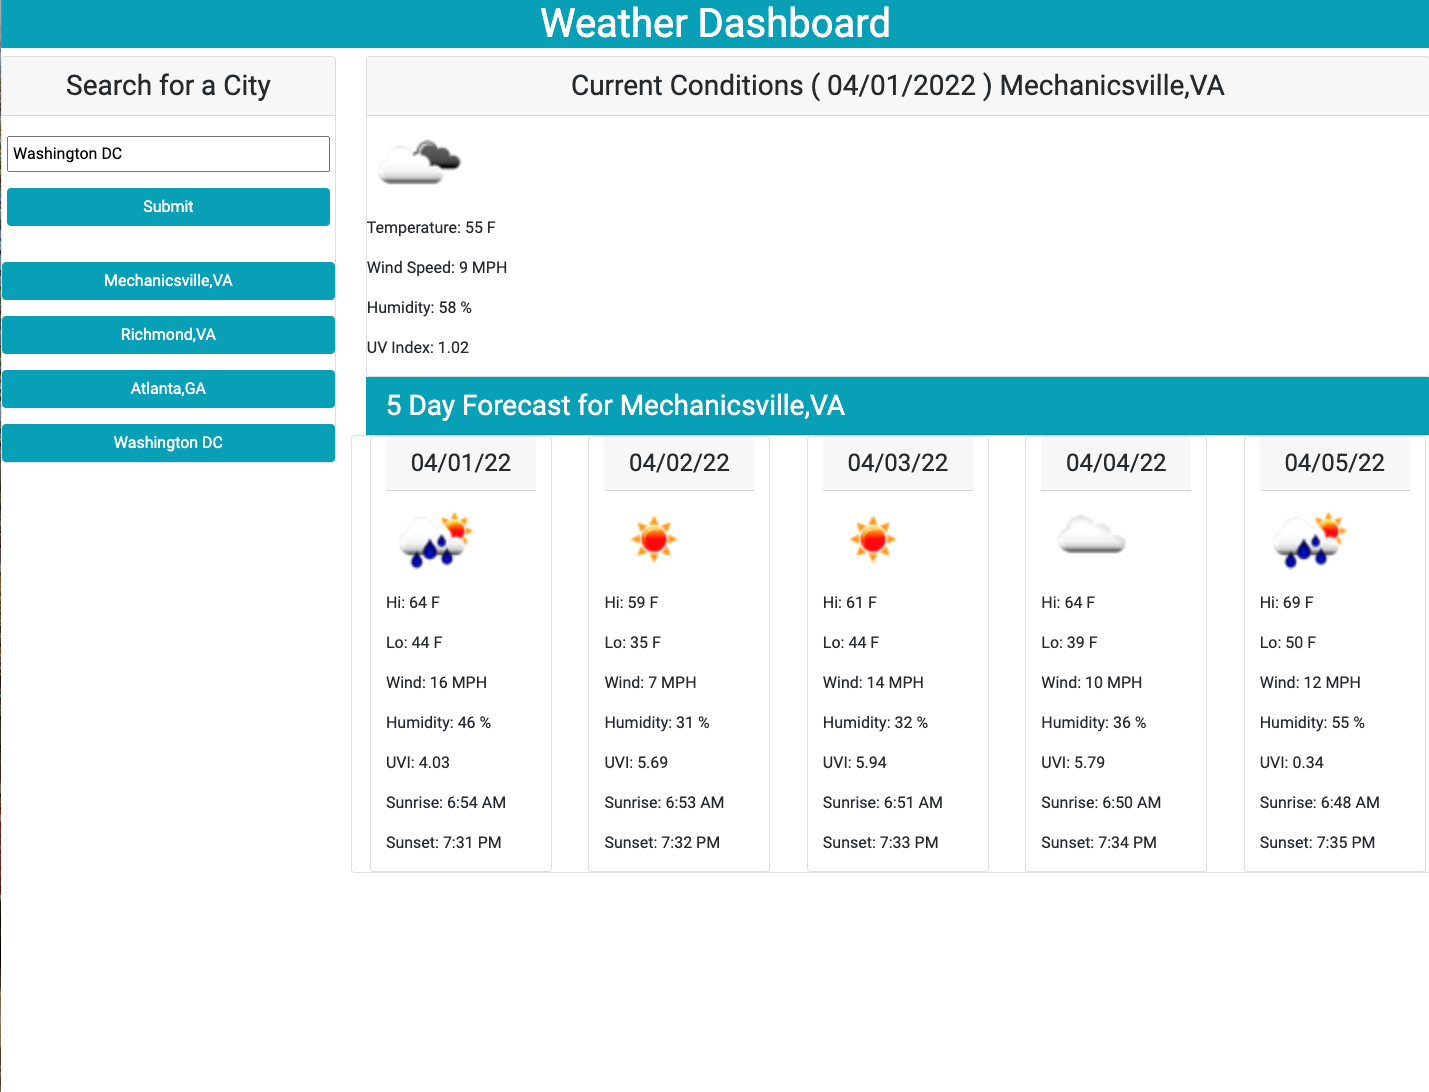 Weather Dashboard
Search for a City
Washington DC
Submit
Mechanicsville,VA
Richmond,VA
Atlanta,GA
Washington DC
Current Conditions ( 04/01/2022 ) Mechanicsville,VA
Temperature: 55 F
Wind Speed: 9 MPH
Humidity: 58 %
UV Index: 1.02
5 Day Forecast for Mechanicsville,VA
04/01/22
Hi: 64 F
Lo: 44 F
Wind: 16 MPH
Humidity: 46 %
UVI: 4.03
Sunrise: 6:54 AM
Sunset: 7:31 PM
04/02/22
Hi: 59 F
Lo: 35 F
Wind: 7 MPH
Humidity: 31 %
UVI: 5.69
Sunrise: 6:53 AM
Sunset: 7:32 PM
04/03/22
Hi: 61 F
Lo: 44 F
Wind: 14 MPH
Humidity: 32 %
UVI: 5.94
Sunrise: 6:51 AM
Sunset: 7:33 PM
04/04/22
Hi: 64 F
Lo: 39 F
Wind: 10 MPH
Humidity: 36 %
UVI: 5.79
Sunrise: 6:50 AM
Sunset: 7:34 PM
04/05/22
Hi: 69 F
Lo: 50 F
Wind: 12 MPH
Humidity: 55 %
UVI: 0.34
Sunrise: 6:48 AM
Sunset: 7:35 PM